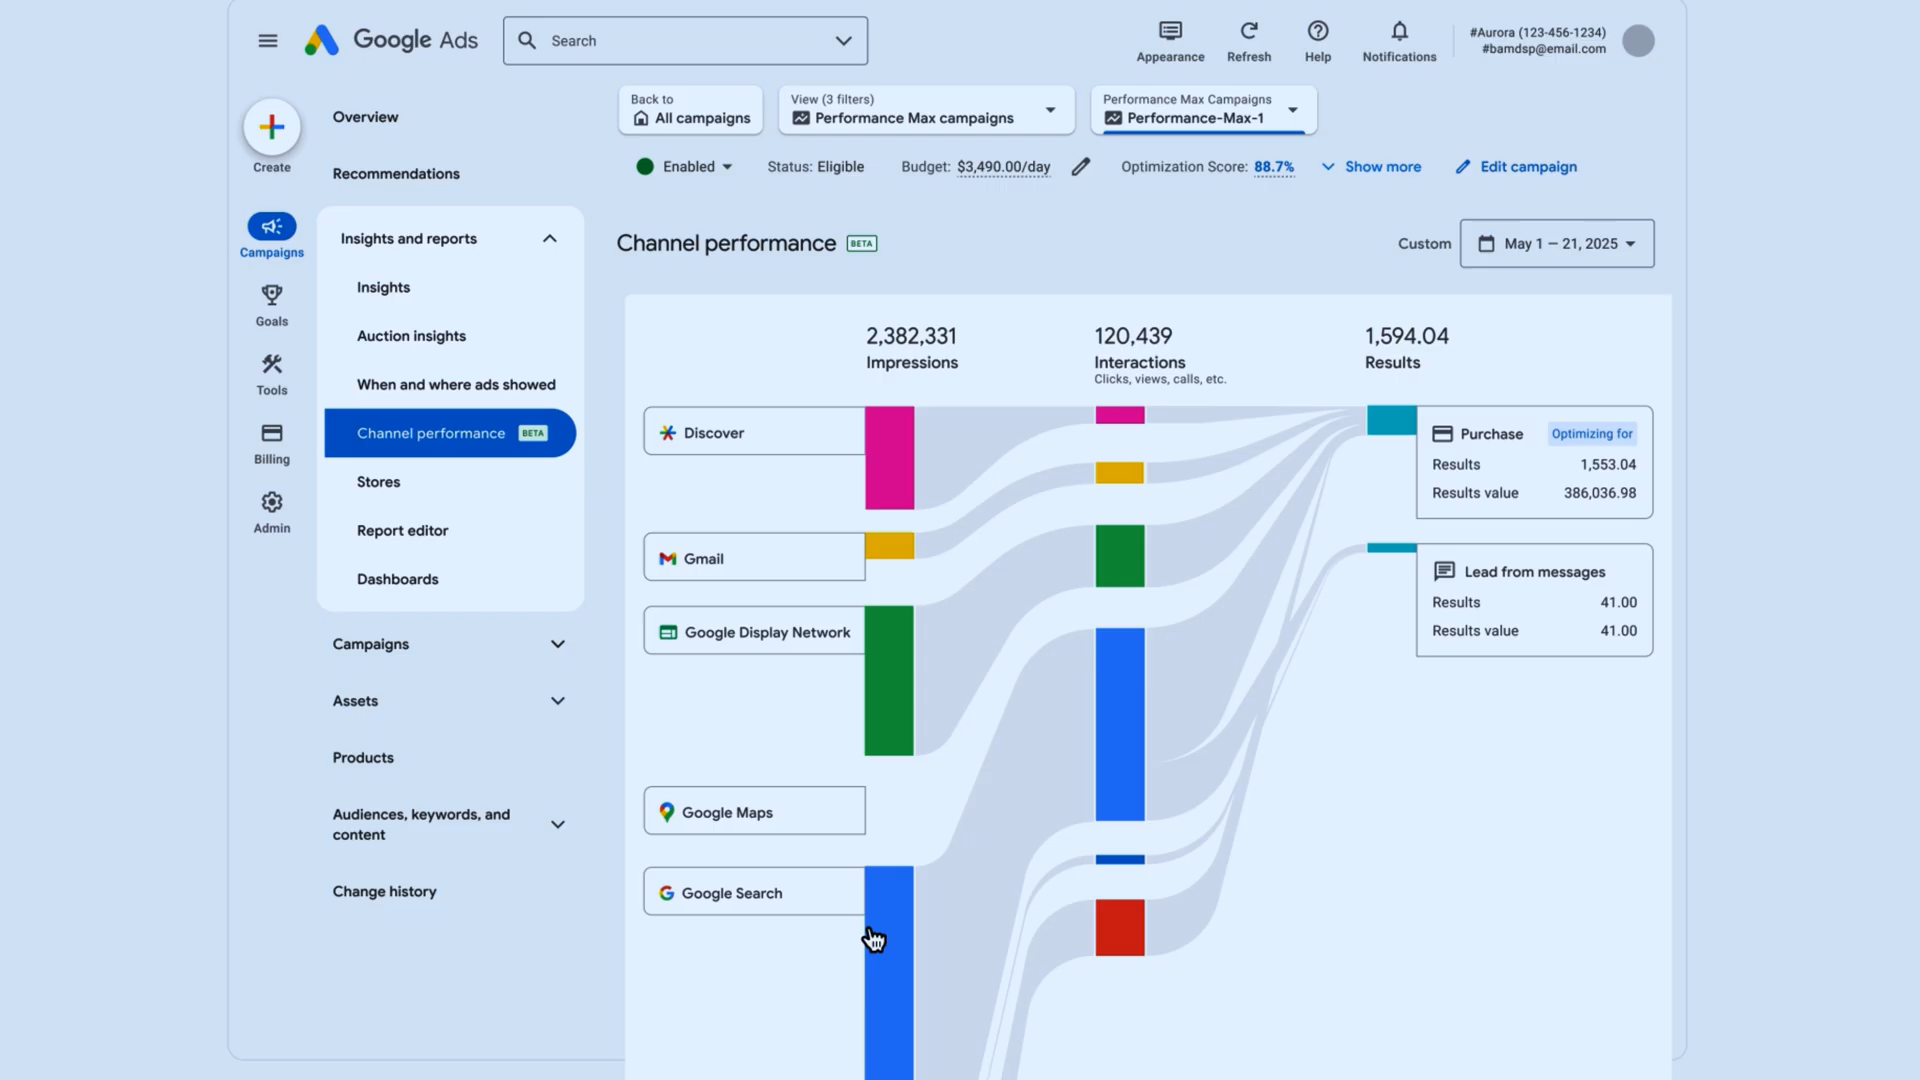 Google Ads
Search
Appearance
Refresh
Help
Notifications
#Aurora (123-456-1234)
#bamdsp@email.com
Create
Campaigns
Goals
Tools
Billing
Admin
Overview
Recommendations
Insights and reports
Insights
Auction insights
When and where ads showed
Channel performance BETA
Stores
Report editor
Dashboards
Campaigns
Assets
Products
Audiences, keywords, and
content
Change history
Back to
All campaigns
View (3 filters)
Performance Max campaigns
Performance Max Campaigns
Performance-Max-1
Enabled
Status: Eligible
Budget: $3,490.00/day
Optimization Score: 88.7%
Show more
Edit campaign
Channel performance BETA
Custom
May 1 – 21, 2025
2,382,331
Impressions
120,439
Interactions
Clicks, views, calls, etc.
1,594.04
Results
Discover
Gmail
Google Display Network
Google Maps
Google Search
Purchase
Optimizing for
Results 1,553.04
Results value 386,036.98
Lead from messages
Results 41.00
Results value 41.00